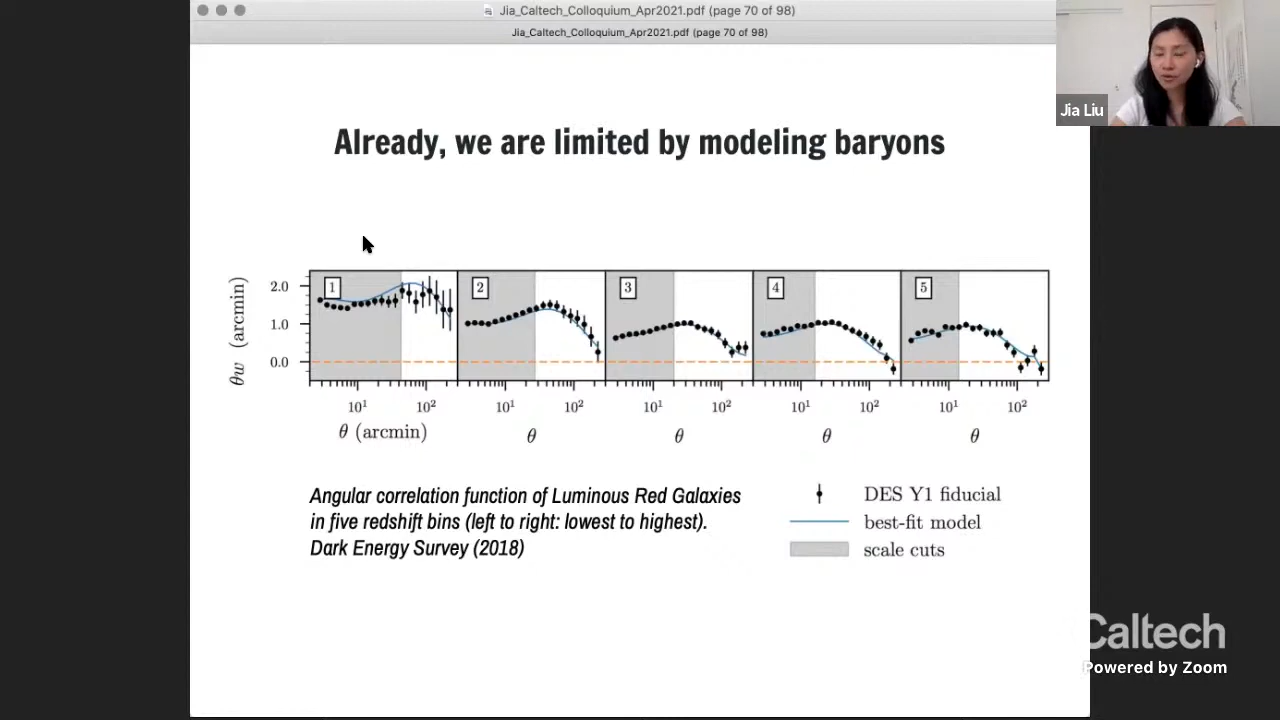 Jia_Caltech_Colloquium_Apr2021.pdf (page 70 of 98)
Jia_Caltech_Colloquium_Apr2021.pdf (page 70 of 98)
Jia Liu
Already, we are limited by modeling baryons
θw (arcmin)
2.0
1.0
0.0
1 2 3 4 5
10¹ 10² 10¹ 10² 10¹ 10² 10¹ 10² 10¹ 10²
θ (arcmin) θ θ θ θ
Angular correlation function of Luminous Red Galaxies
in five redshift bins (left to right: lowest to highest).
Dark Energy Survey (2018)
DES Y1 fiducial
best-fit model
scale cuts
Caltech
Powered by Zoom